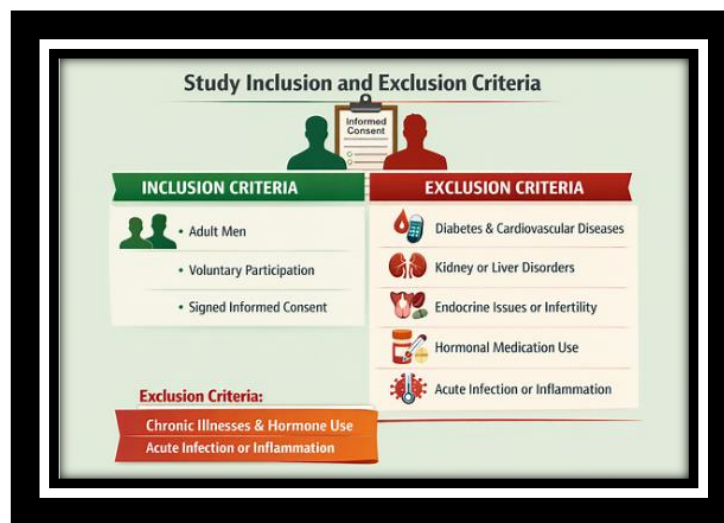 Study Inclusion and Exclusion Criteria
Informed
Consent
INCLUSION CRITERIA
• Adult Men
• Voluntary Participation
• Signed Informed Consent
EXCLUSION CRITERIA
Diabetes & Cardiovascular Diseases
Kidney or Liver Disorders
Endocrine Issues or Infertility
Hormonal Medication Use
Acute Infection or Inflammation
Exclusion Criteria:
Chronic Illnesses & Hormone Use
Acute Infection or Inflammation